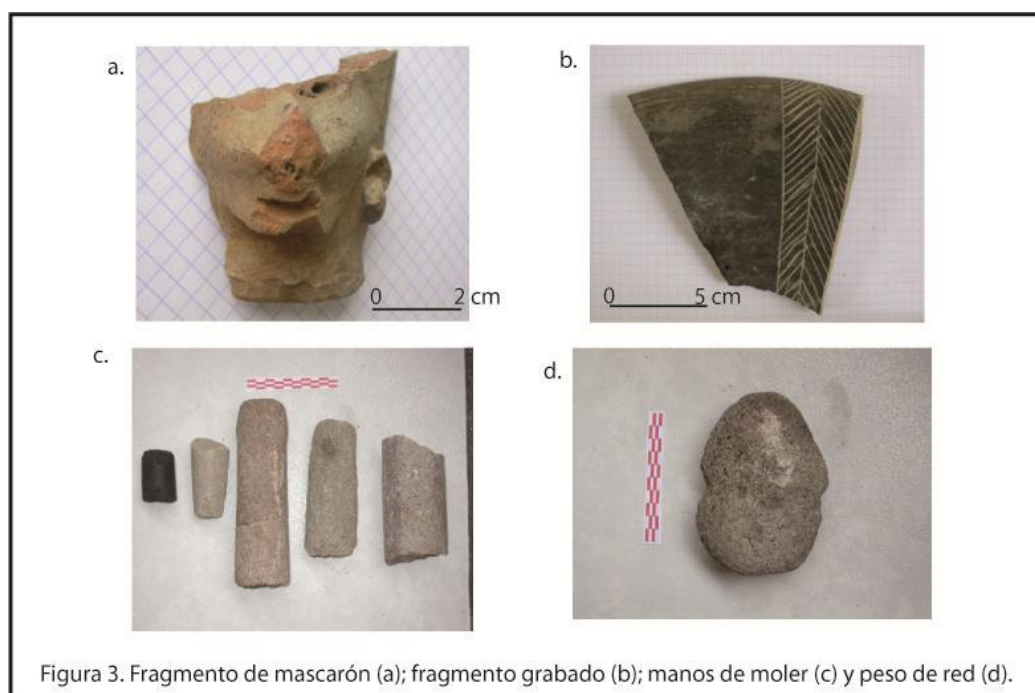 a.
b.
0 2 cm
0 5 cm
c.
d.
Figura 3. Fragmento de mascarón (a); fragmento grabado (b); manos de moler (c) y peso de red (d).